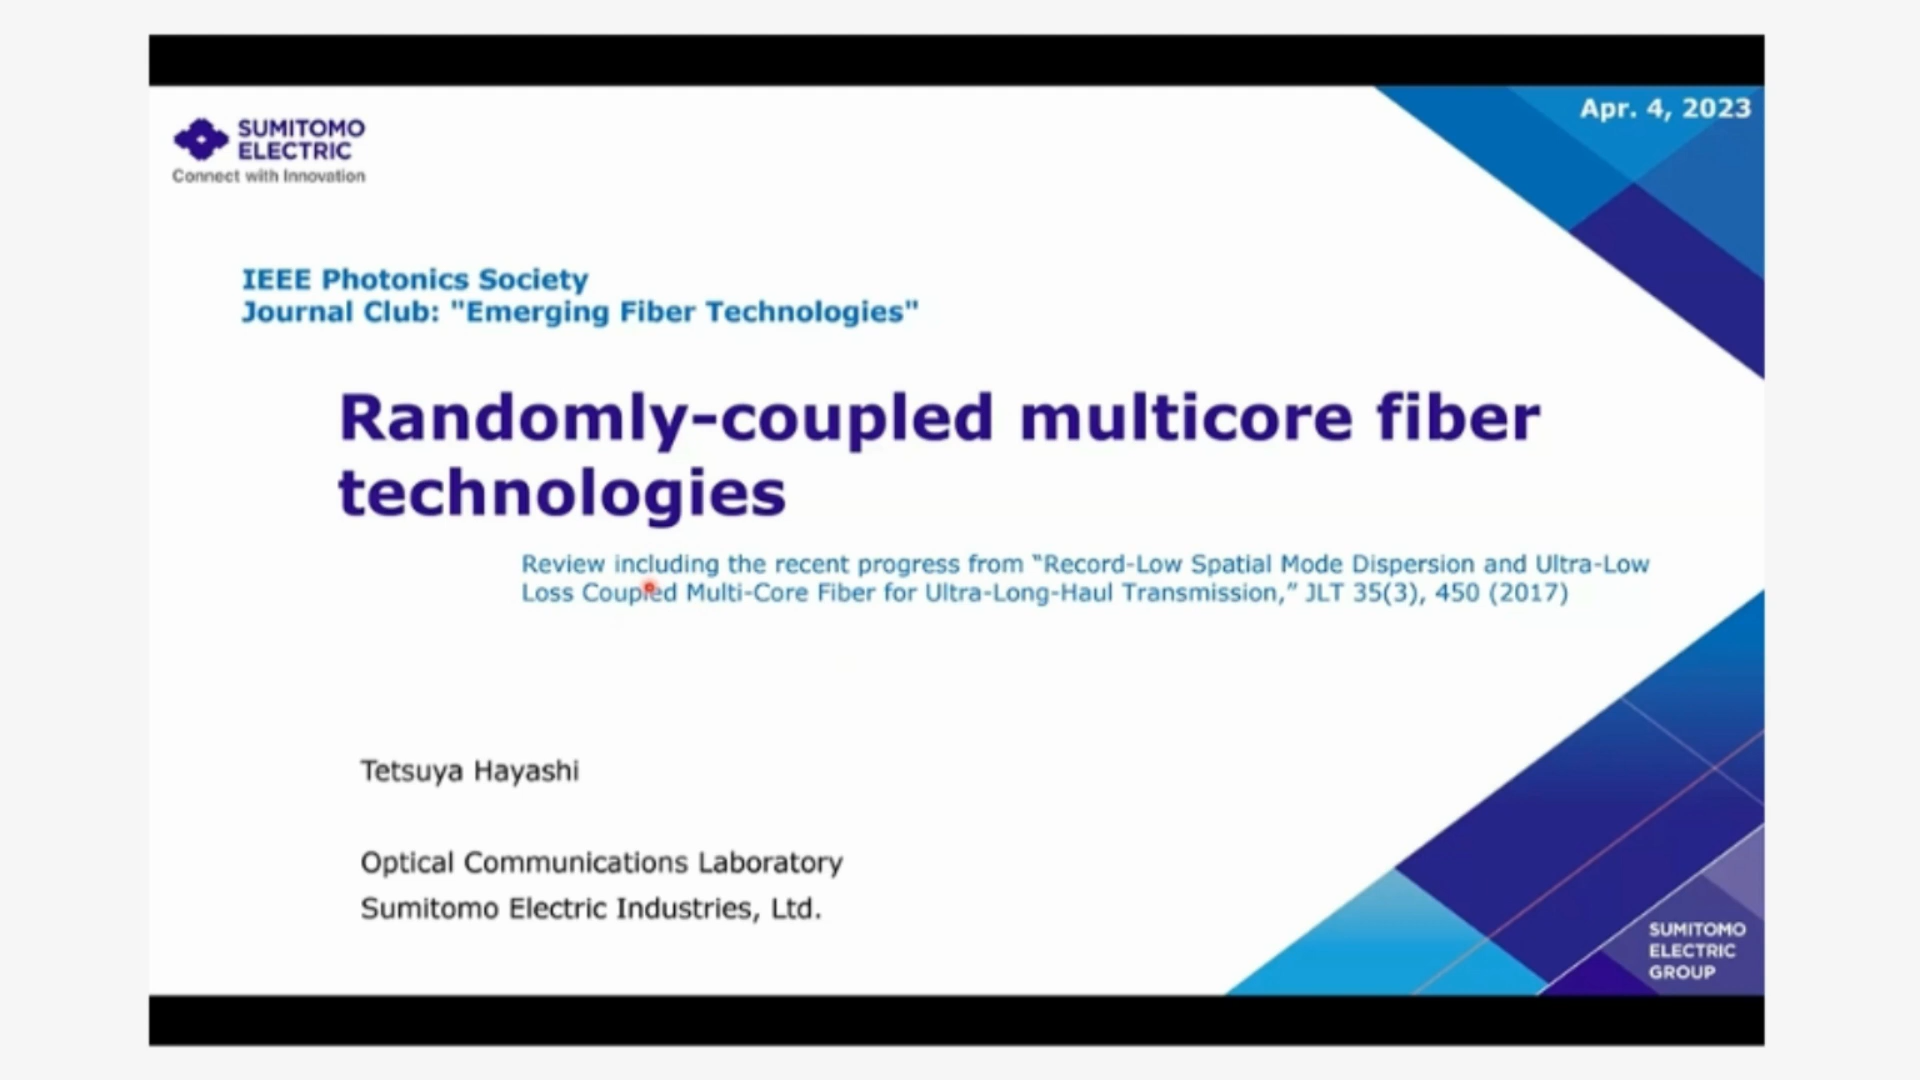 Apr. 4, 2023
SUMITOMO
ELECTRIC
Connect with Innovation
IEEE Photonics Society
Journal Club: "Emerging Fiber Technologies"
Randomly-coupled multicore fiber
technologies
Review including the recent progress from “Record-Low Spatial Mode Dispersion and Ultra-Low
Loss Coupled Multi-Core Fiber for Ultra-Long-Haul Transmission,” JLT 35(3), 450 (2017)
Tetsuya Hayashi
Optical Communications Laboratory
Sumitomo Electric Industries, Ltd.
SUMITOMO
ELECTRIC
GROUP